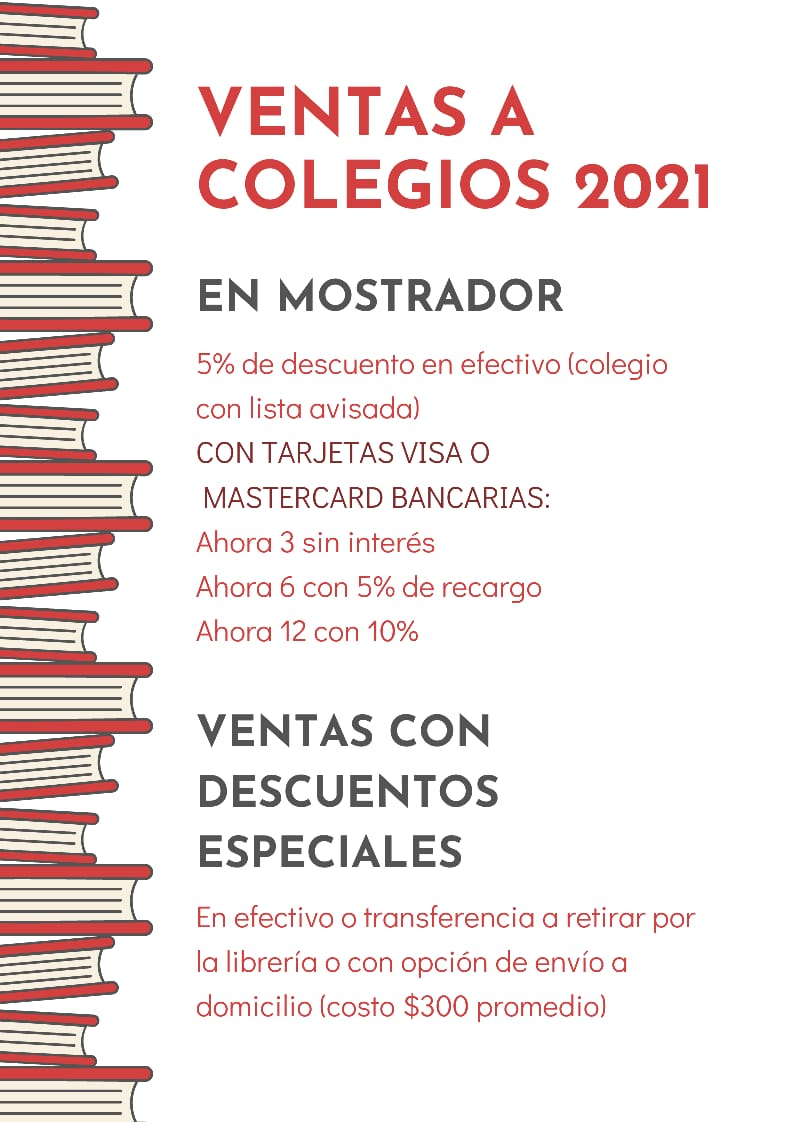 VENTAS A
COLEGIOS 2021
EN MOSTRADOR
5% de descuento en efectivo (colegio
con lista avisada)
CON TARJETAS VISA O
MASTERCARD BANCARIAS:
Ahora 3 sin interés
Ahora 6 con 5% de recargo
Ahora 12 con 10%
VENTAS CON
DESCUENTOS
ESPECIALES
En efectivo o transferencia a retirar por
la librería o con opción de envío a
domicilio (costo $300 promedio)